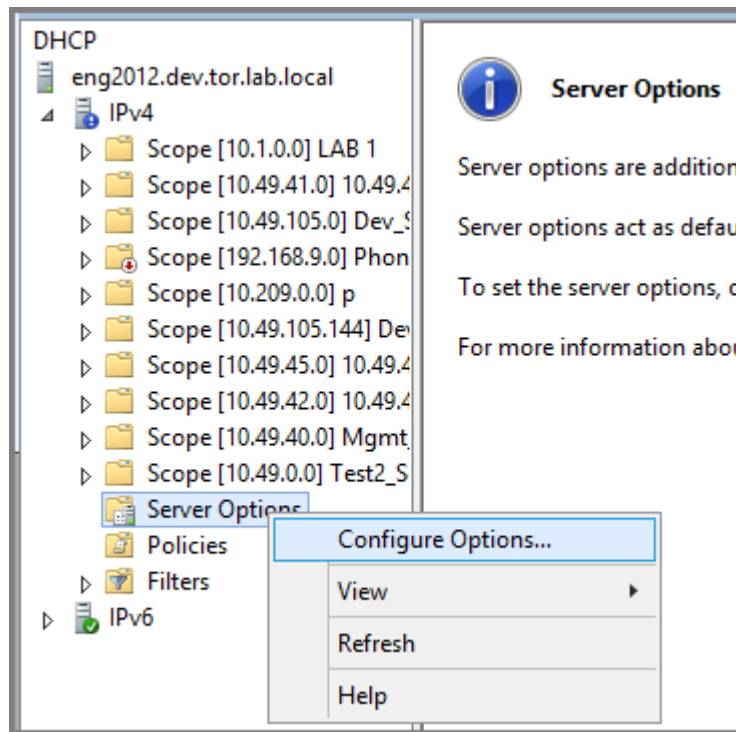 DHCP
eng2012.dev.tor.lab.local
IPv4
Scope [10.1.0.0] LAB 1
Scope [10.49.41.0] 10.49.4
Scope [10.49.105.0] Dev_S
Scope [192.168.9.0] Phon
Scope [10.209.0.0] p
Scope [10.49.105.144] De
Scope [10.49.45.0] 10.49.4
Scope [10.49.42.0] 10.49.4
Scope [10.49.40.0] Mgmt_
Scope [10.49.0.0] Test2_S
Server Options
Policies
Filters
IPv6
Configure Options...
View
Refresh
Help
Server Options
Server options are addition
Server options act as defau
To set the server options, c
For more information abou